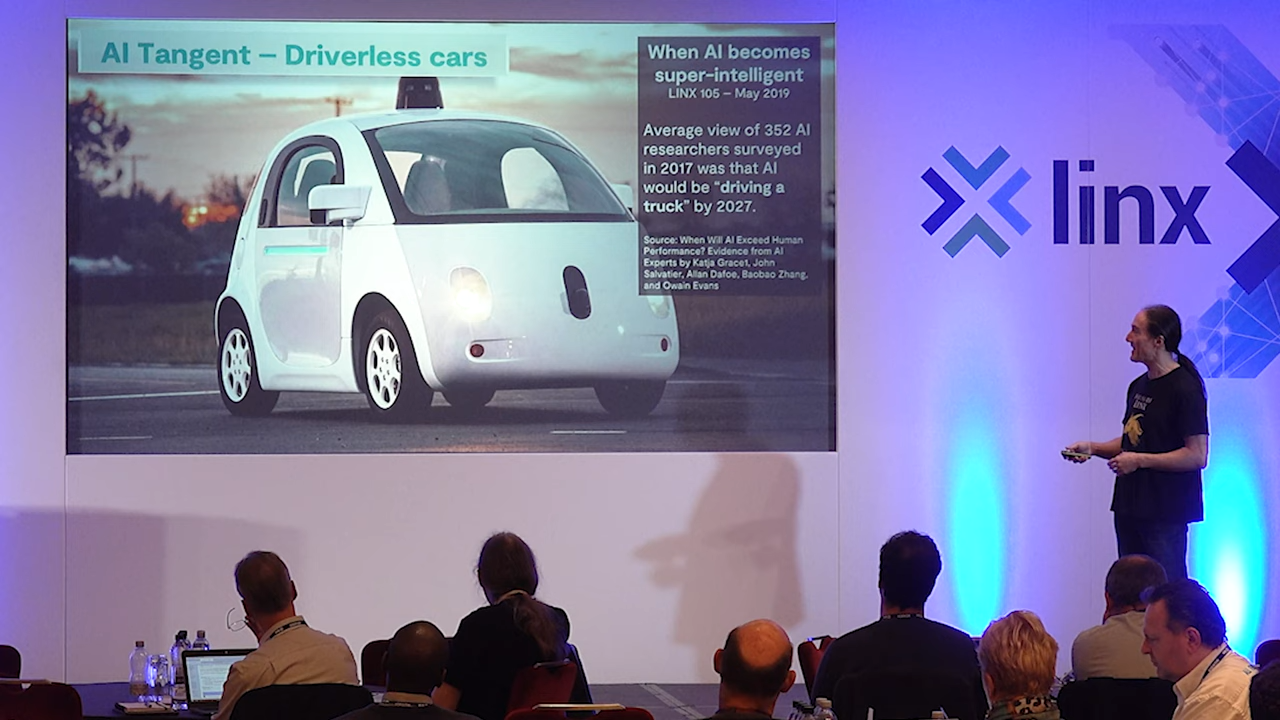 AI Tangent – Driverless cars
When AI becomes
super-intelligent
LINX 105 – May 2019
Average view of 352 AI
researchers surveyed
in 2017 was that AI
would be "driving a
truck" by 2027.
Source: When Will AI Exceed Human
Performance? Evidence from AI
Experts by Katja Gracet, John
Salvatier, Allan Dafoe, Baobao Zhang,
and Owain Evans
linx